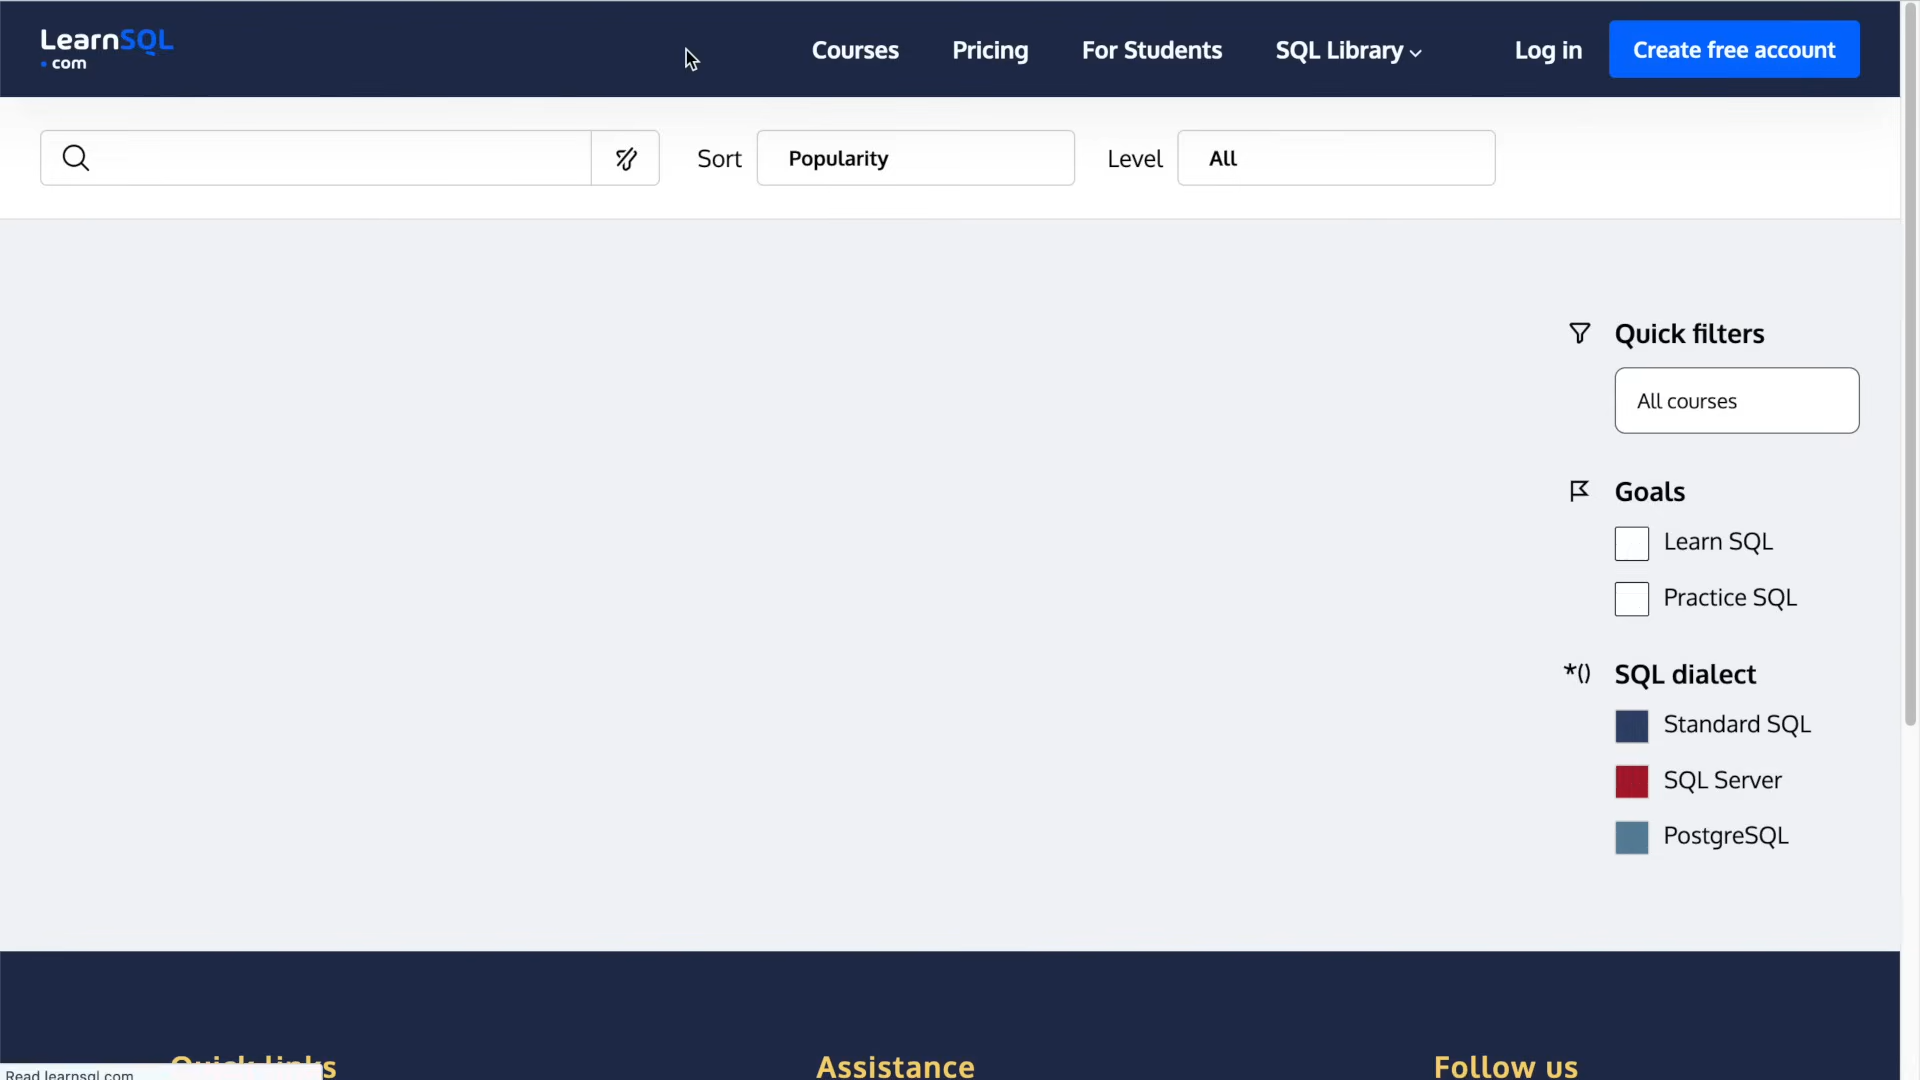 LearnSQL
com
Courses
Pricing
For Students
SQL Library
Log in
Create free account
Sort
Popularity
Level
All
Quick filters
All courses
Goals
Learn SQL
Practice SQL
*() SQL dialect
Standard SQL
SQL Server
PostgreSQL
Quick links
Assistance
Follow us
Read learnsql.com